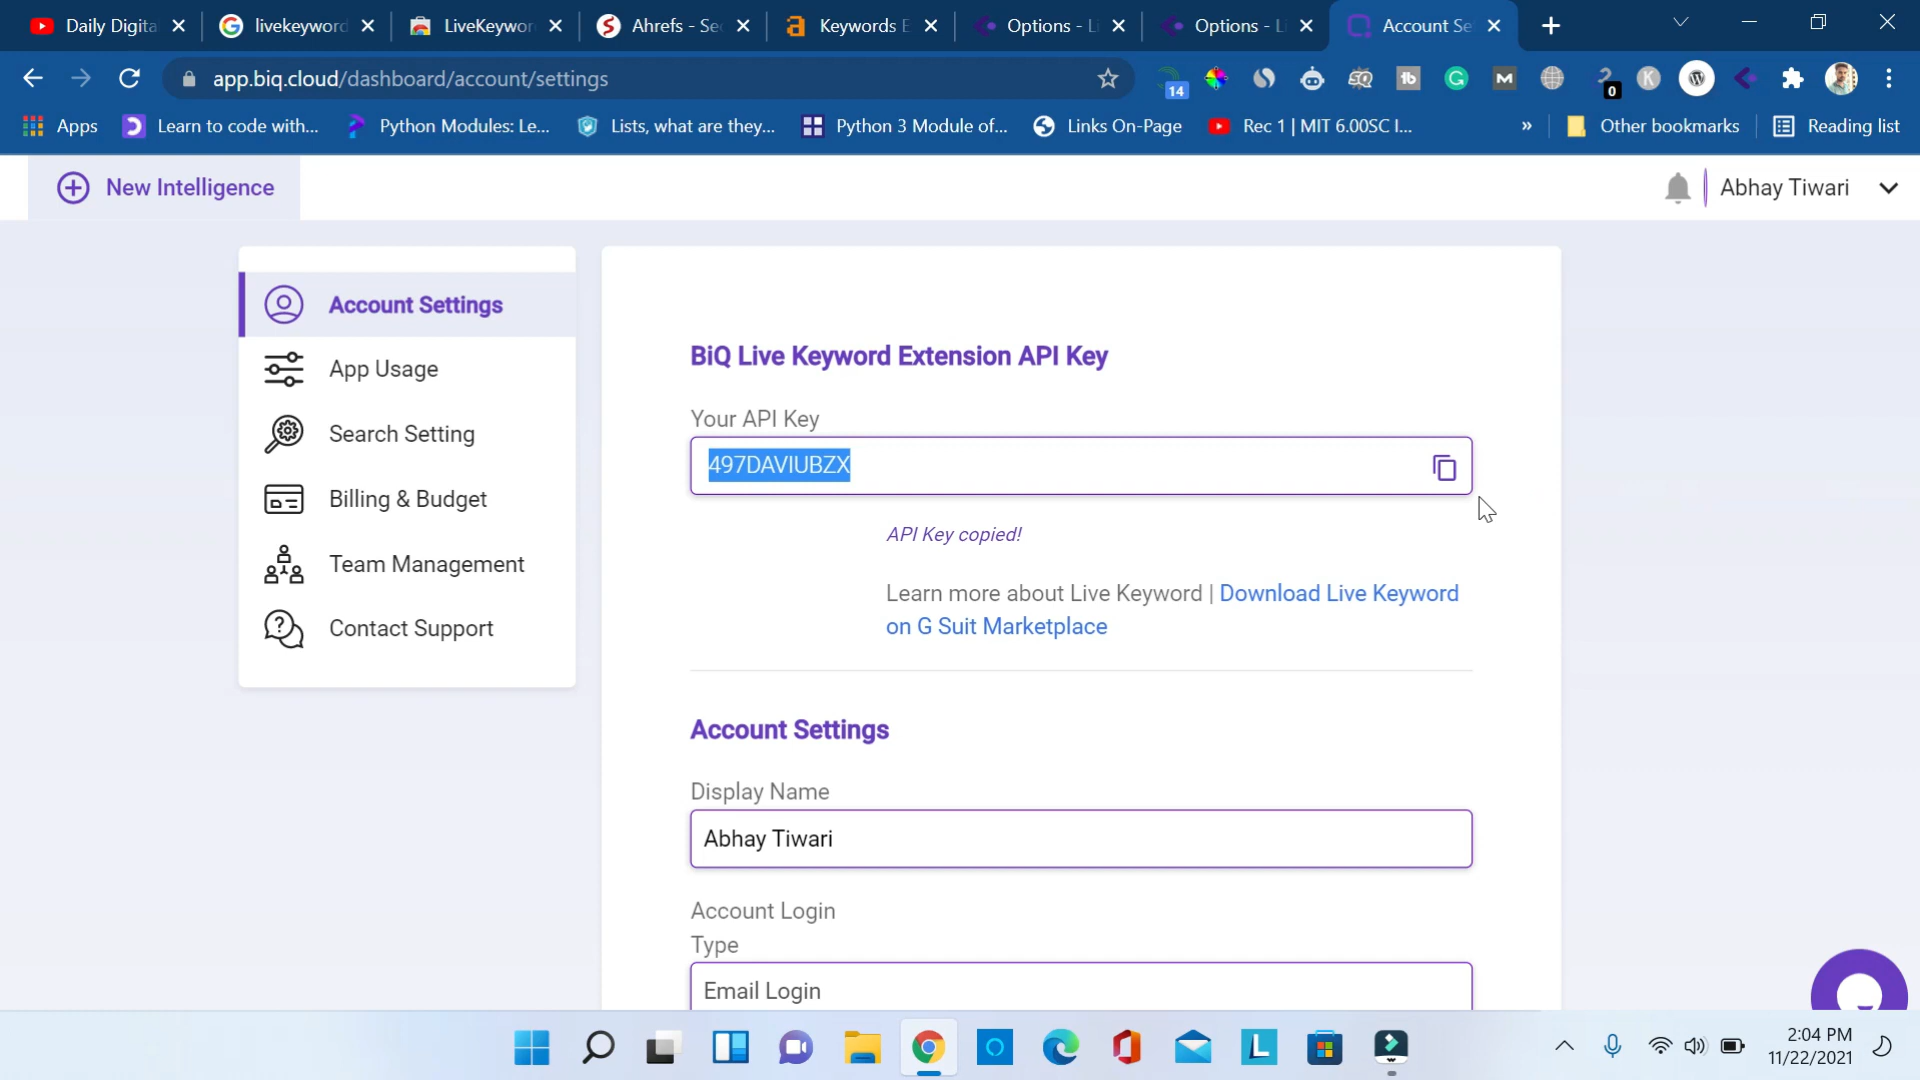 Daily Digita
livekeyword
LiveKeywor
Ahrefs - Se
Keywords E
Options - L
Options - L
Account Se
app.biq.cloud/dashboard/account/settings
14
0
Apps
Learn to code with...
Python Modules: Le...
Lists, what are they,...
Python 3 Module of...
Links On-Page
Rec 1 | MIT 6.00SC I...
»
Other bookmarks
Reading list
New Intelligence
Abhay Tiwari
Account Settings
App Usage
Search Setting
Billing & Budget
Team Management
Contact Support
BiQ Live Keyword Extension API Key
Your API Key
497DAVIUBZX
API Key copied!
Learn more about Live Keyword | Download Live Keyword
on G Suit Marketplace
Account Settings
Display Name
Abhay Tiwari
Account Login
Type
Email Login
2:04 PM
11/22/2021